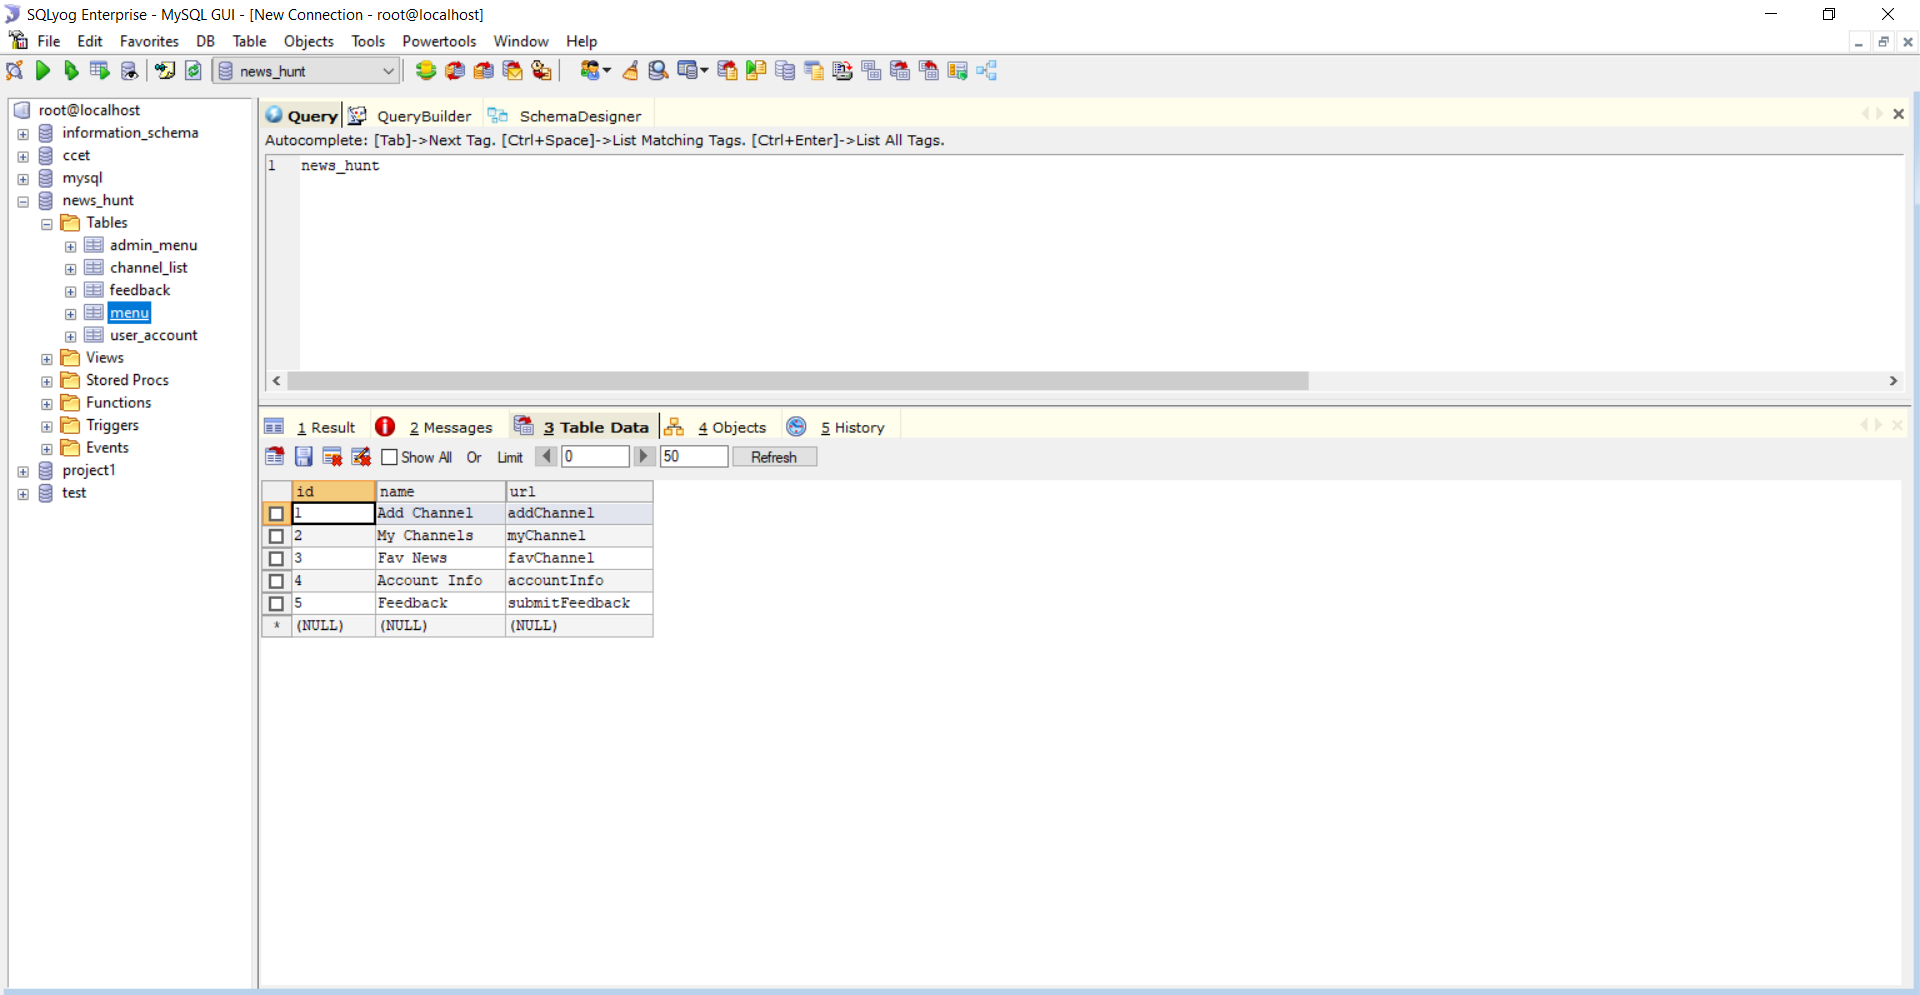 SQLyog Enterprise - MySQL GUI - [New Connection - root@localhost]
File Edit Favorites DB Table Objects Tools Powertools Window Help
news_hunt
root@localhost
information_schema
ccet
mysql
news_hunt
Tables
admin_menu
channel_list
feedback
menu
user_account
Views
Stored Procs
Functions
Triggers
Events
project1
test
Query QueryBuilder SchemaDesigner
Autocomplete: [Tab]->Next Tag. [Ctrl+Space]->List Matching Tags. [Ctrl+Enter]->List All Tags.
1 news_hunt
1 Result 2 Messages 3 Table Data 4 Objects 5 History
Show All Or Limit 0 50 Refresh
id name url
1 Add Channel addChannel
2 My Channels myChannel
3 Fav News favChannel
4 Account Info accountInfo
5 Feedback submitFeedback
* (NULL) (NULL) (NULL)